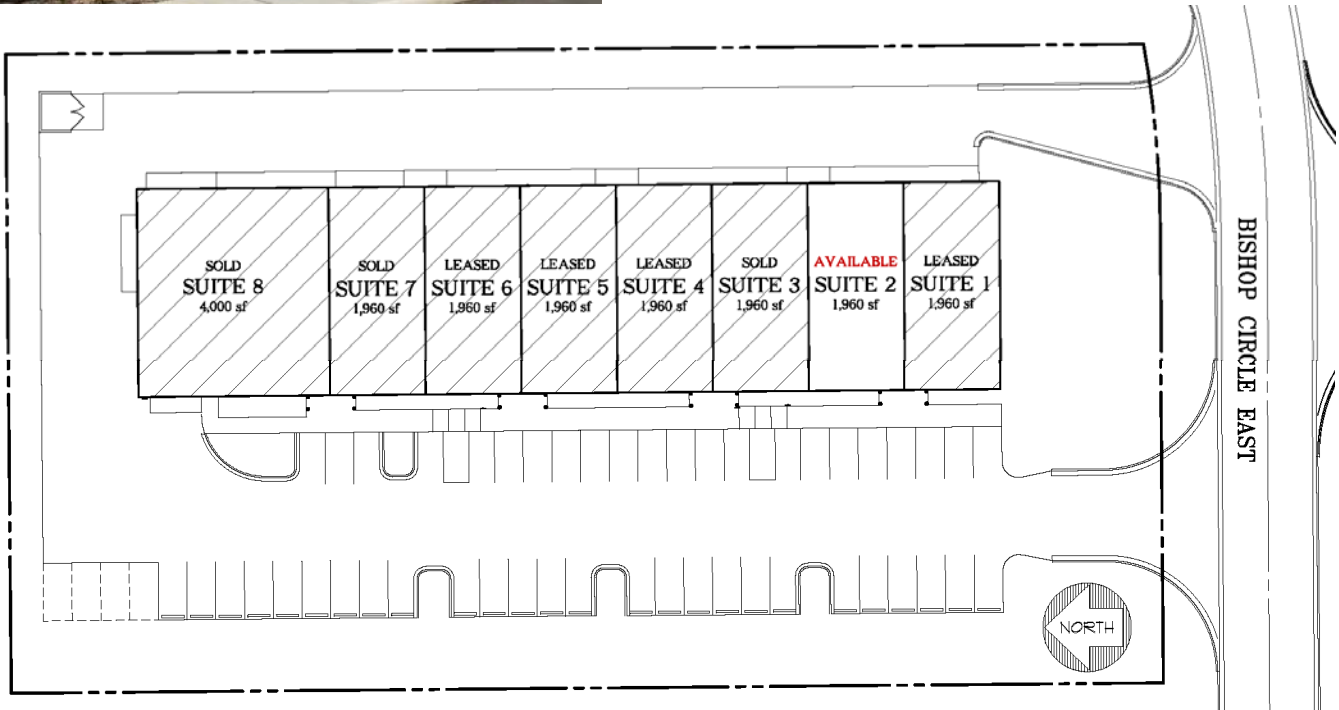 SOLD
SUITE 8
4,000 sf
SOLD
SUITE 7
1,960 sf
LEASED
SUITE 6
1,960 sf
LEASED
SUITE 5
1,960 sf
LEASED
SUITE 4
1,960 sf
SOLD
SUITE 3
1,960 sf
AVAILABLE
SUITE 2
1,960 sf
LEASED
SUITE 1
1,960 sf
BISHOP CIRCLE EAST
NORTH